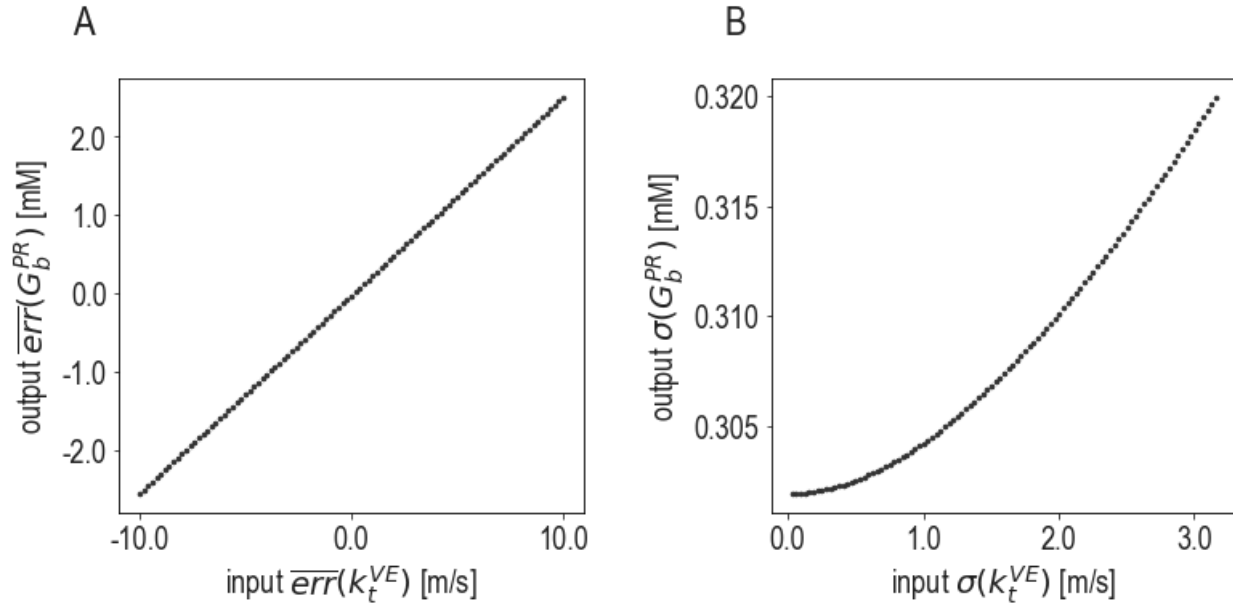 A
output $\overline{err}(G_b^{PR})$ [mM]
2.0
1.0
0.0
-1.0
-2.0
-10.0 0.0 10.0
input $\overline{err}(k_t^{VE})$ [m/s]
B
output $\sigma(G_b^{PR})$ [mM]
0.320
0.315
0.310
0.305
0.0 1.0 2.0 3.0
input $\sigma(k_t^{VE})$ [m/s]